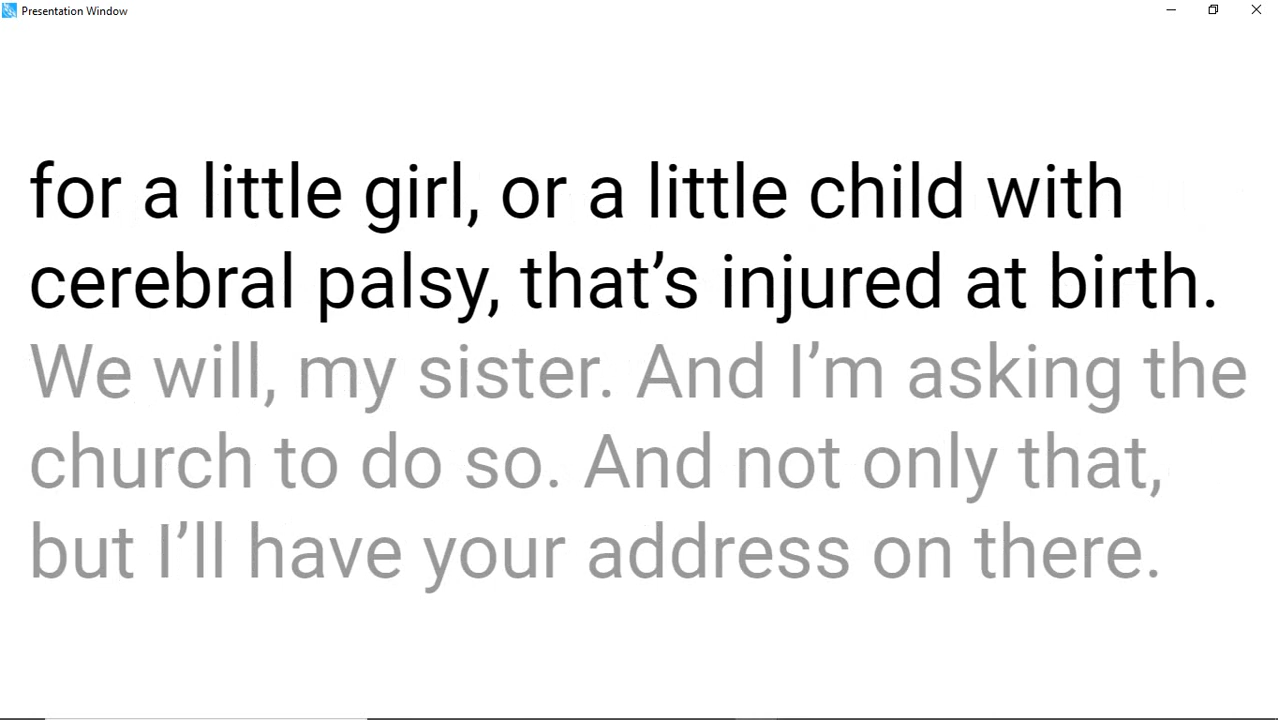 Presentation Window
for a little girl, or a little child with
cerebral palsy, that’s injured at birth.
We will, my sister. And I’m asking the
church to do so. And not only that,
but I’ll have your address on there.